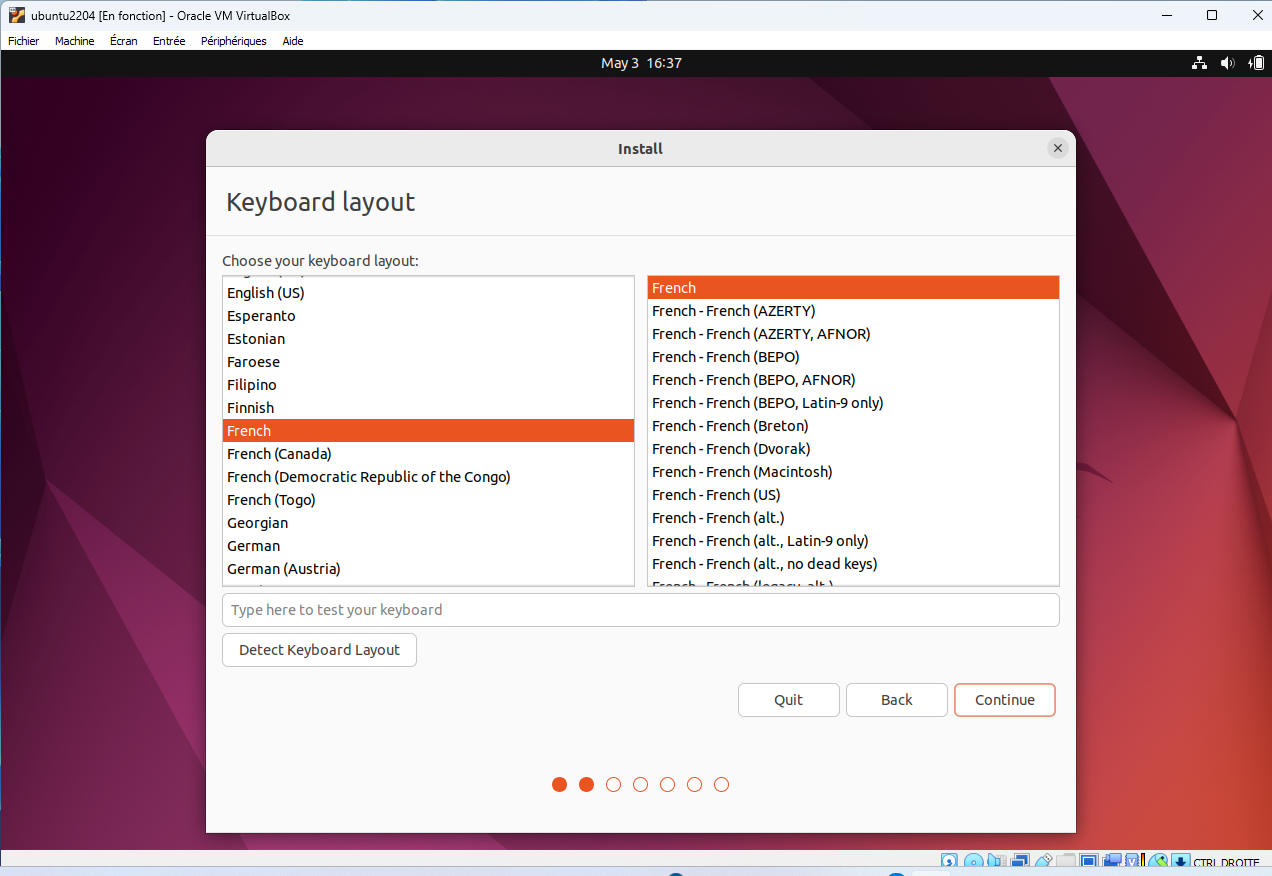 ubuntu2204 [En fonction] - Oracle VM VirtualBox
Fichier Machine Écran Entrée Périphériques Aide
May 3 16:37
Install
Keyboard layout
Choose your keyboard layout:
English (US)
Esperanto
Estonian
Faroese
Filipino
Finnish
French
French (Canada)
French (Democratic Republic of the Congo)
French (Togo)
Georgian
German
German (Austria)
French
French - French (AZERTY)
French - French (AZERTY, AFNOR)
French - French (BEPO)
French - French (BEPO, AFNOR)
French - French (BEPO, Latin-9 only)
French - French (Breton)
French - French (Dvorak)
French - French (Macintosh)
French - French (US)
French - French (alt.)
French - French (alt., Latin-9 only)
French - French (alt., no dead keys)
French - French (legacy, alt.)
Type here to test your keyboard
Detect Keyboard Layout
Quit Back Continue
CTRL DROITE